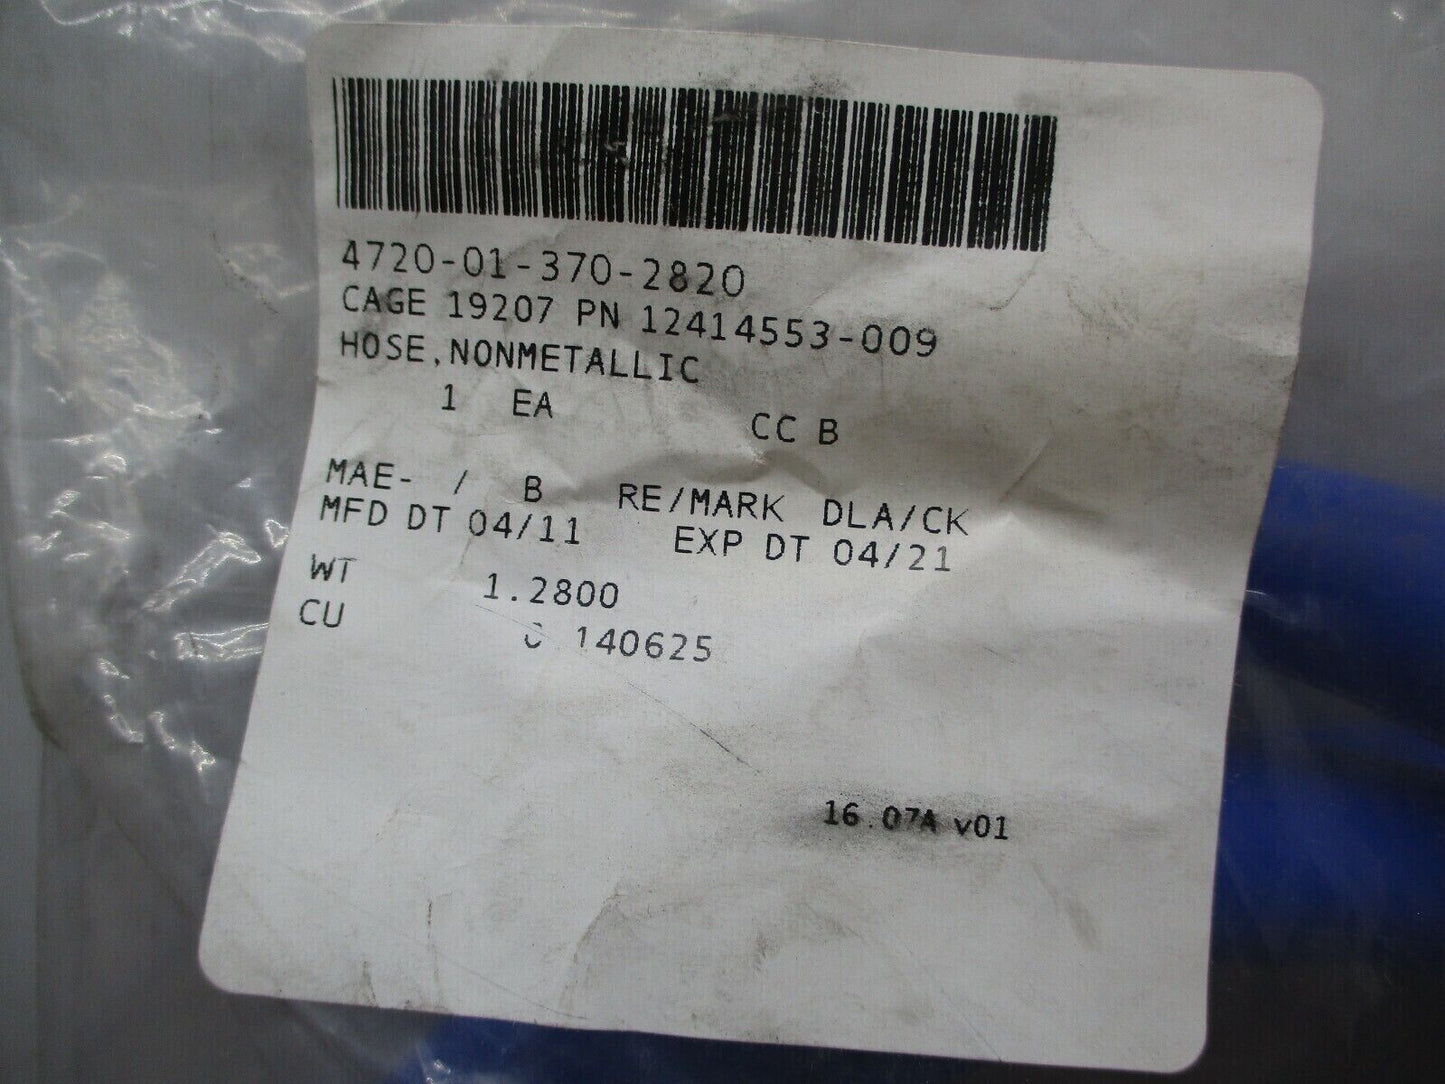 4720-01-370-2820
CAGE 19207 PN 12414553-009
HOSE,NONMETALLIC
1 EA CC B
MAE- / B RE/MARK DLA/CK
MFD DT 04/11 EXP DT 04/21
WT 1.2800
CU 140625
16.07A v01